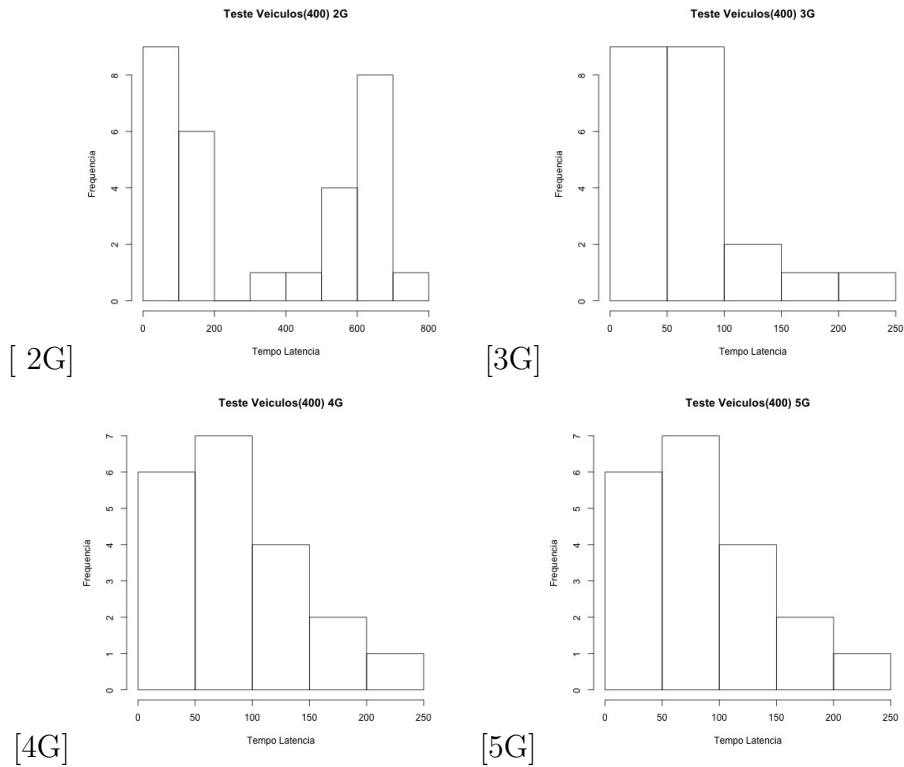 Teste Veiculos(400) 2G
Frequencia
0 2 4 6 8
0 200 400 600 800
Tempo Latencia
[ 2G]
Teste Veiculos(400) 3G
Frequencia
0 2 4 6 8
0 50 100 150 200 250
Tempo Latencia
[3G]
Teste Veiculos(400) 4G
Frequencia
0 1 2 3 4 5 6 7
0 50 100 150 200 250
Tempo Latencia
[4G]
Teste Veiculos(400) 5G
Frequencia
0 1 2 3 4 5 6 7
0 50 100 150 200 250
Tempo Latencia
[5G]